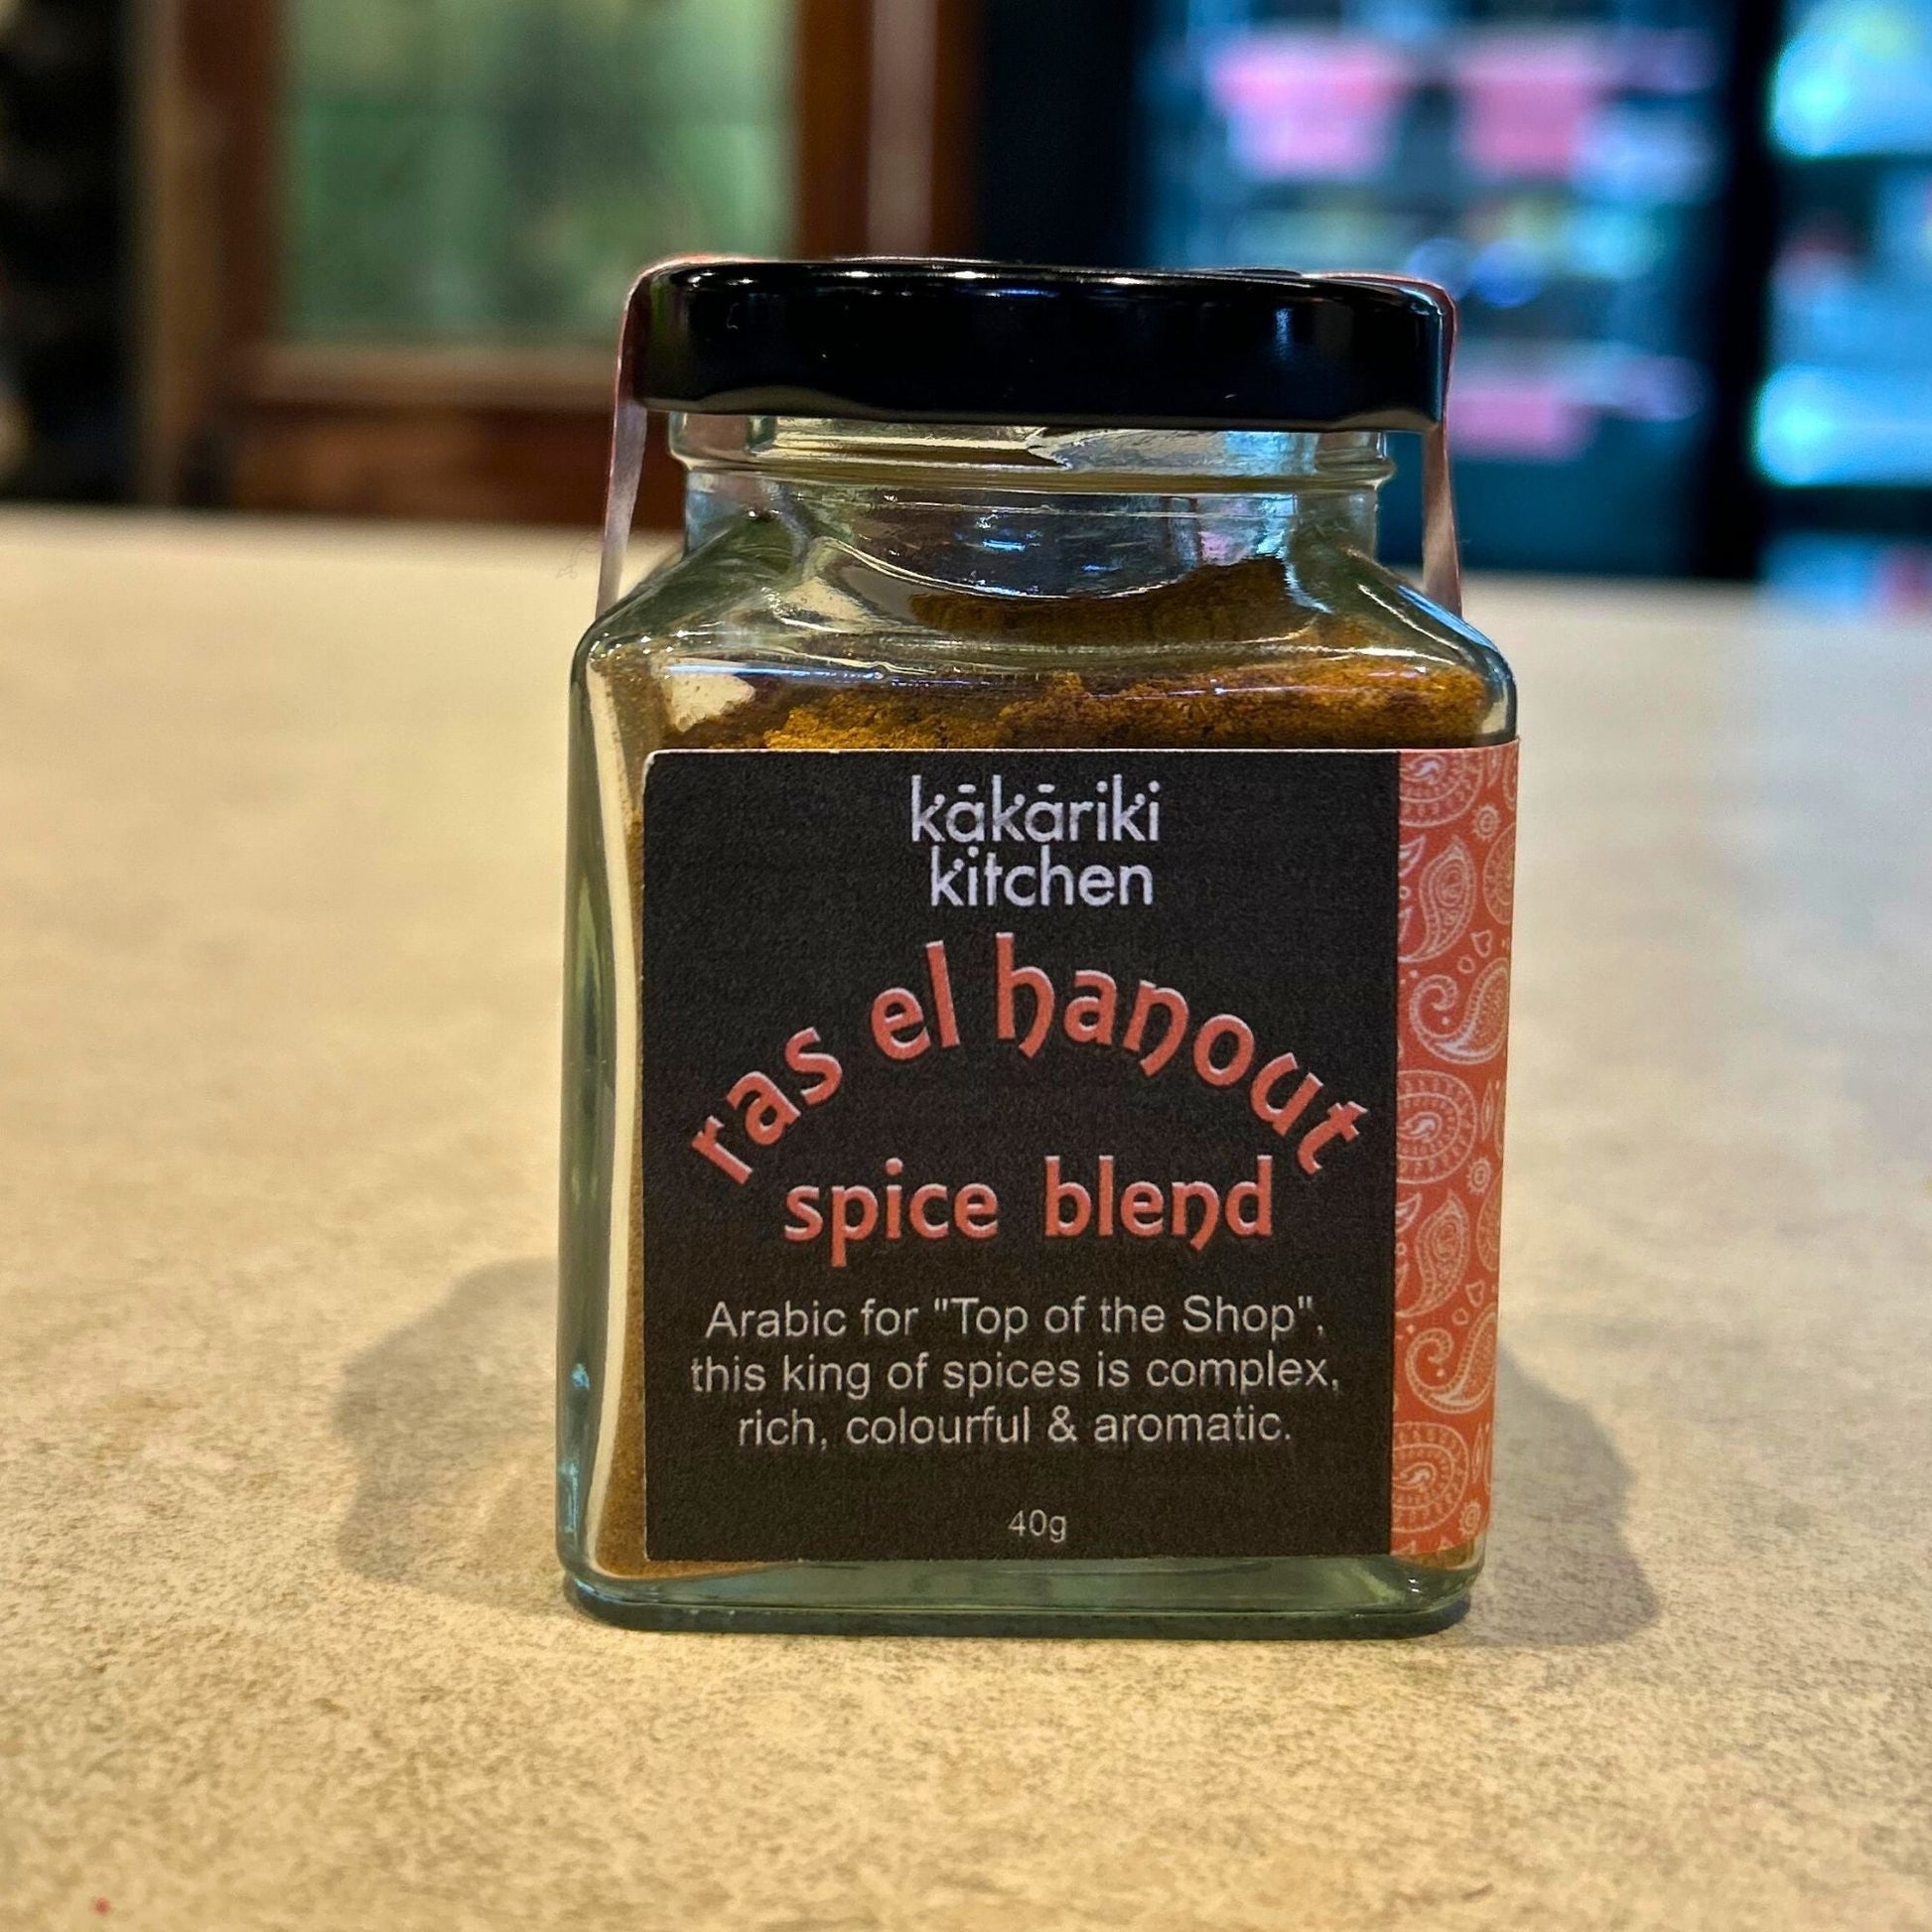 kākāriki
kitchen
ras el hanout
spice blend
Arabic for "Top of the Shop",
this king of spices is complex,
rich, colourful & aromatic.
40g